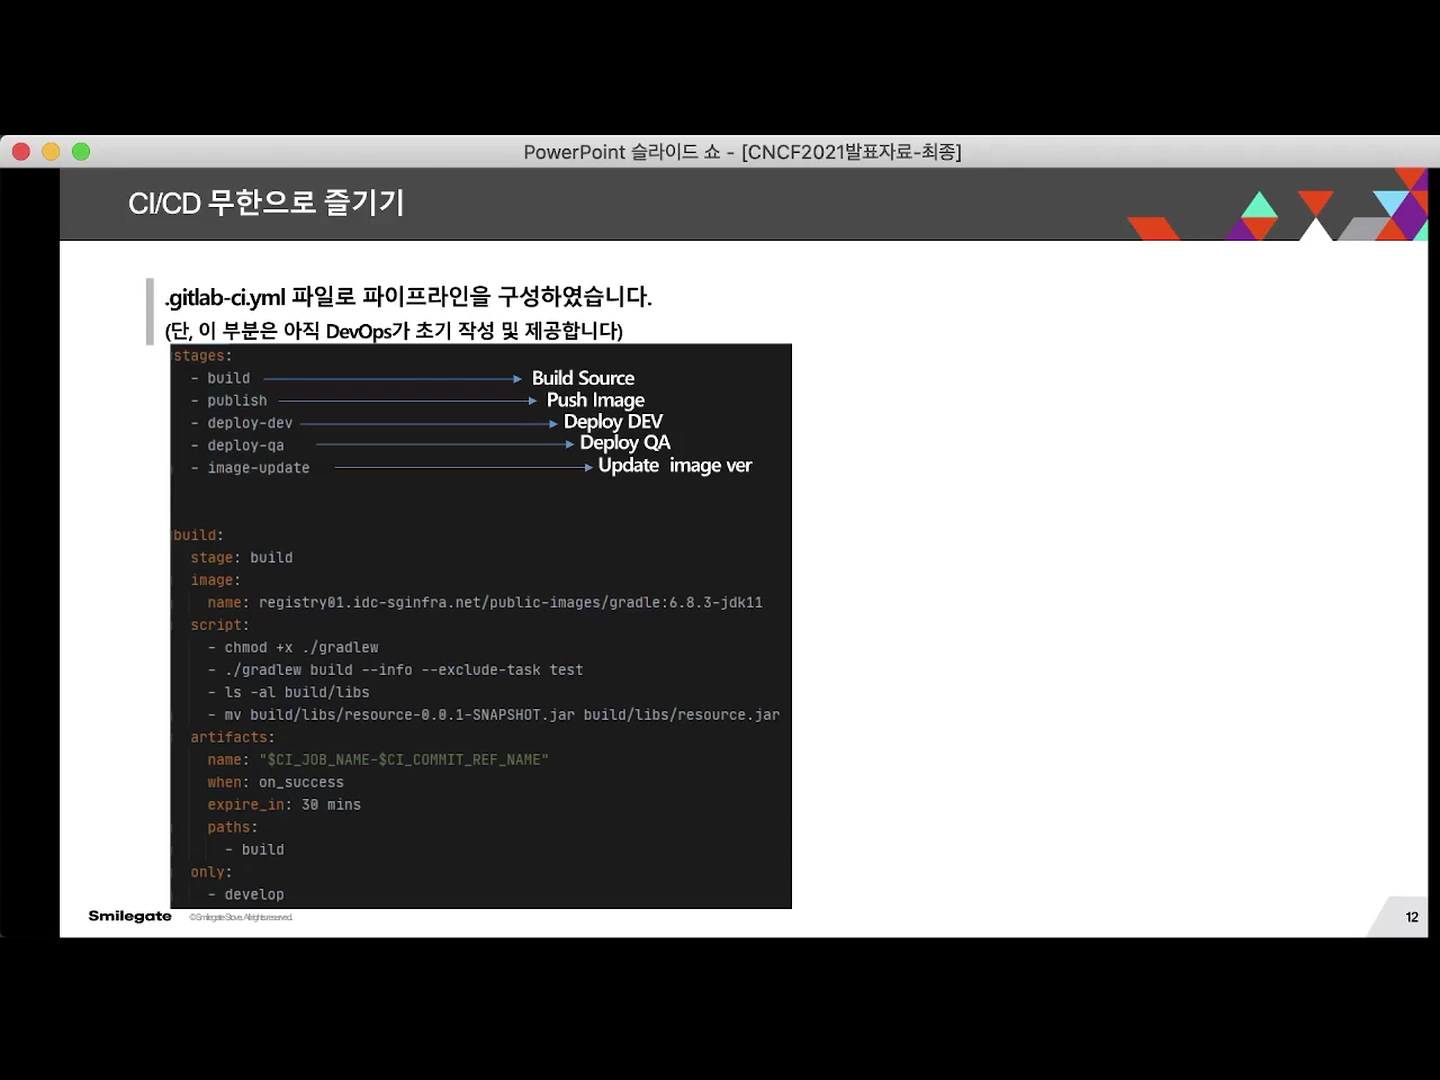 PowerPoint 슬라이드 쇼 - [CNCF2021발표자료-최종]
CI/CD 무한으로 즐기기
.gitlab-ci.yml 파일로 파이프라인을 구성하였습니다.
(단, 이 부분은 아직 DevOps가 초기 작성 및 제공합니다)
stages:
- build Build Source
- publish Push Image
- deploy-dev Deploy DEV
- deploy-qa Deploy QA
- image-update Update image ver
build:
stage: build
image:
name: registry01.idc-sginfra.net/public-images/gradle:6.8.3-jdk11
script:
- chmod +x ./gradlew
- ./gradlew build --info --exclude-task test
- ls -al build/libs
- mv build/libs/resource-0.0.1-SNAPSHOT.jar build/libs/resource.jar
artifacts:
name: "$CI_JOB_NAME-$CI_COMMIT_REF_NAME"
when: on_success
expire_in: 30 mins
paths:
- build
only:
- develop
Smilegate © Smilegate Stove. All rights reserved.
12